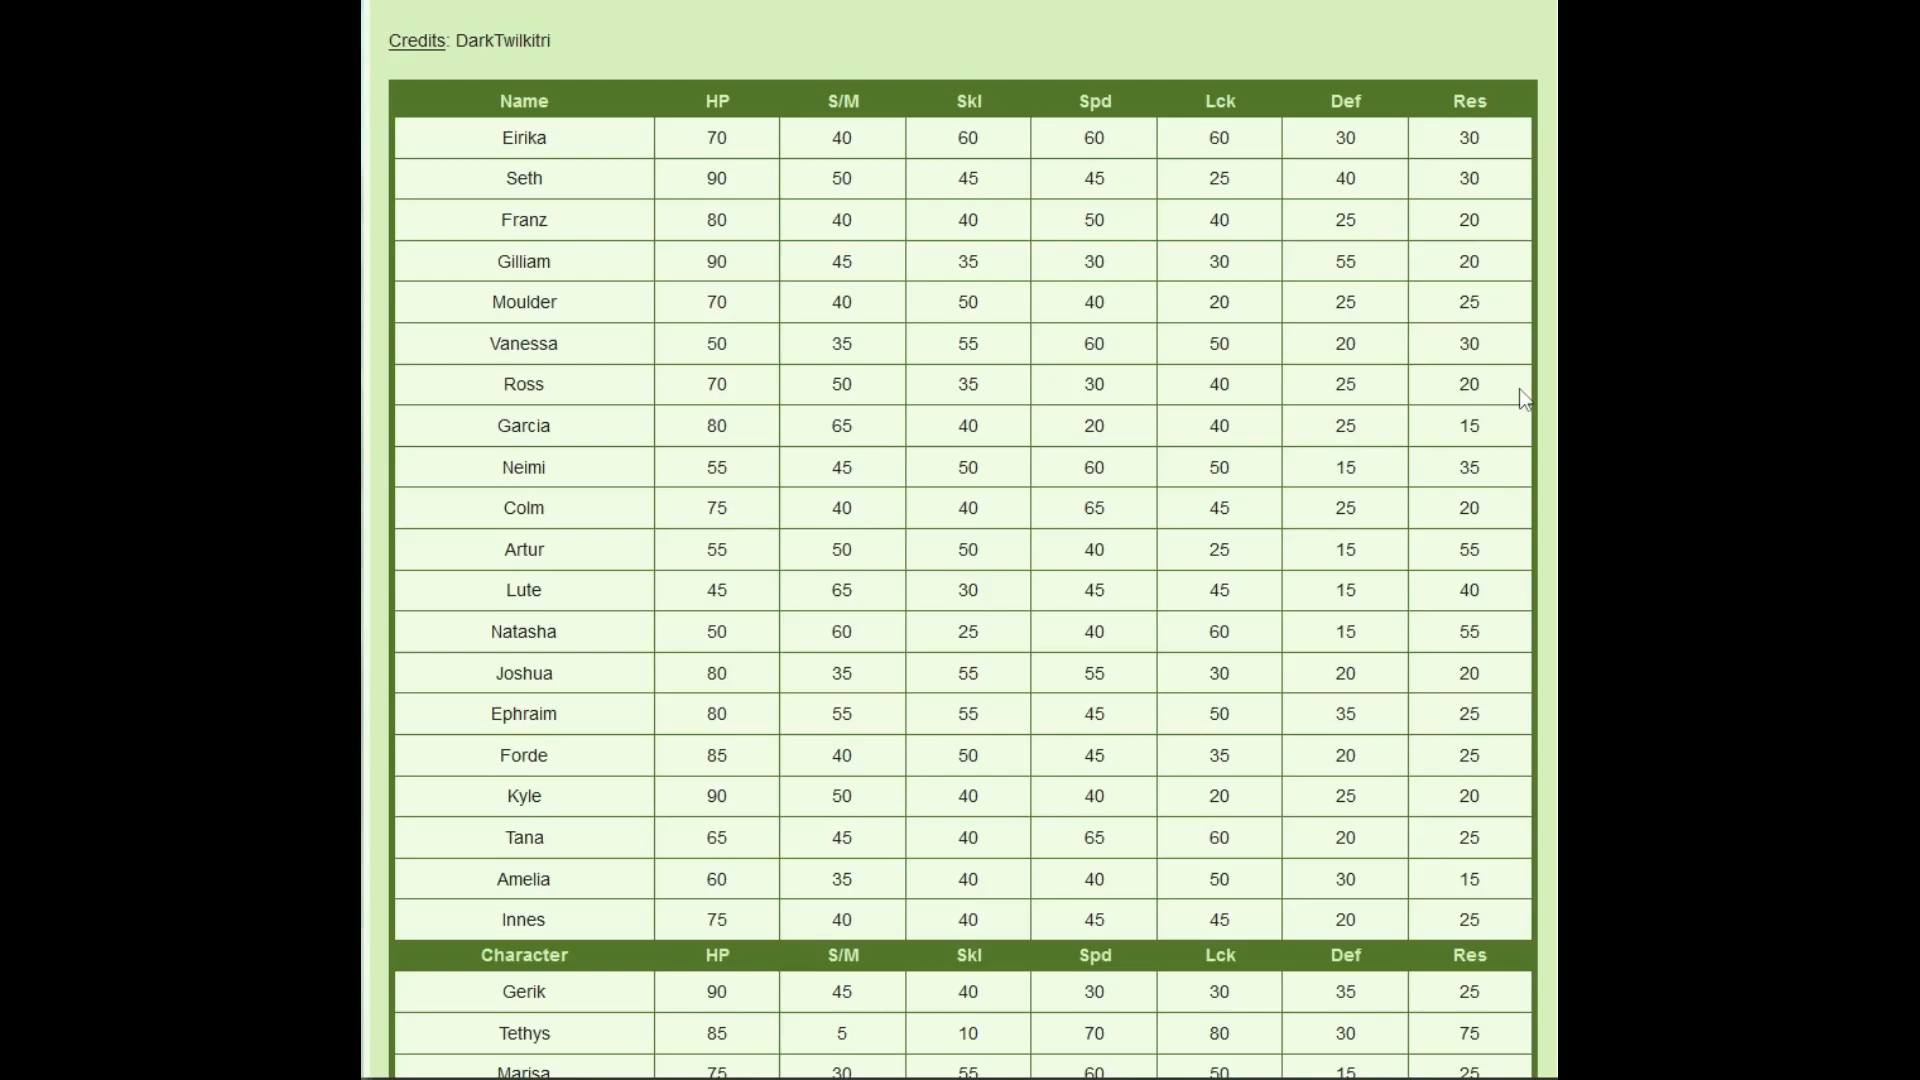 Credits: DarkTwilkitri
Name HP S/M Skl Spd Lck Def Res
Eirika 70 40 60 60 60 30 30
Seth 90 50 45 45 25 40 30
Franz 80 40 40 50 40 25 20
Gilliam 90 45 35 30 30 55 20
Moulder 70 40 50 40 20 25 25
Vanessa 50 35 55 60 50 20 30
Ross 70 50 35 30 40 25 20
Garcia 80 65 40 20 40 25 15
Neimi 55 45 50 60 50 15 35
Colm 75 40 40 65 45 25 20
Artur 55 50 50 40 25 15 55
Lute 45 65 30 45 45 15 40
Natasha 50 60 25 40 60 15 55
Joshua 80 35 55 55 30 20 20
Ephraim 80 55 55 45 50 35 25
Forde 85 40 50 45 35 20 25
Kyle 90 50 40 40 20 25 20
Tana 65 45 40 65 60 20 25
Amelia 60 35 40 40 50 30 15
Innes 75 40 40 45 45 20 25
Character HP S/M Skl Spd Lck Def Res
Gerik 90 45 40 30 30 35 25
Tethys 85 5 10 70 80 30 75
Marisa 75 30 55 60 50 15 25